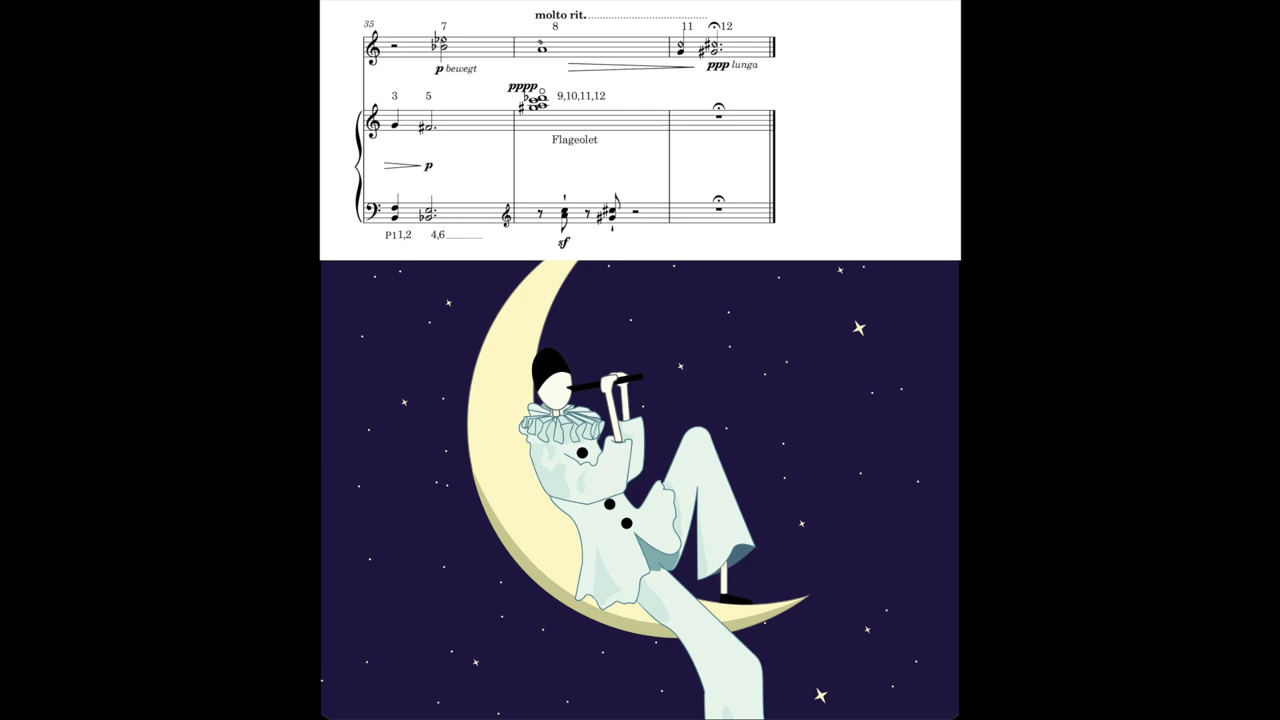 molto rit.
35 7 8 11 12
p bewegt ppp lunga
pppp
3 5 9,10,11,12
Flageolet
p
P1 1,2 4,6
sf